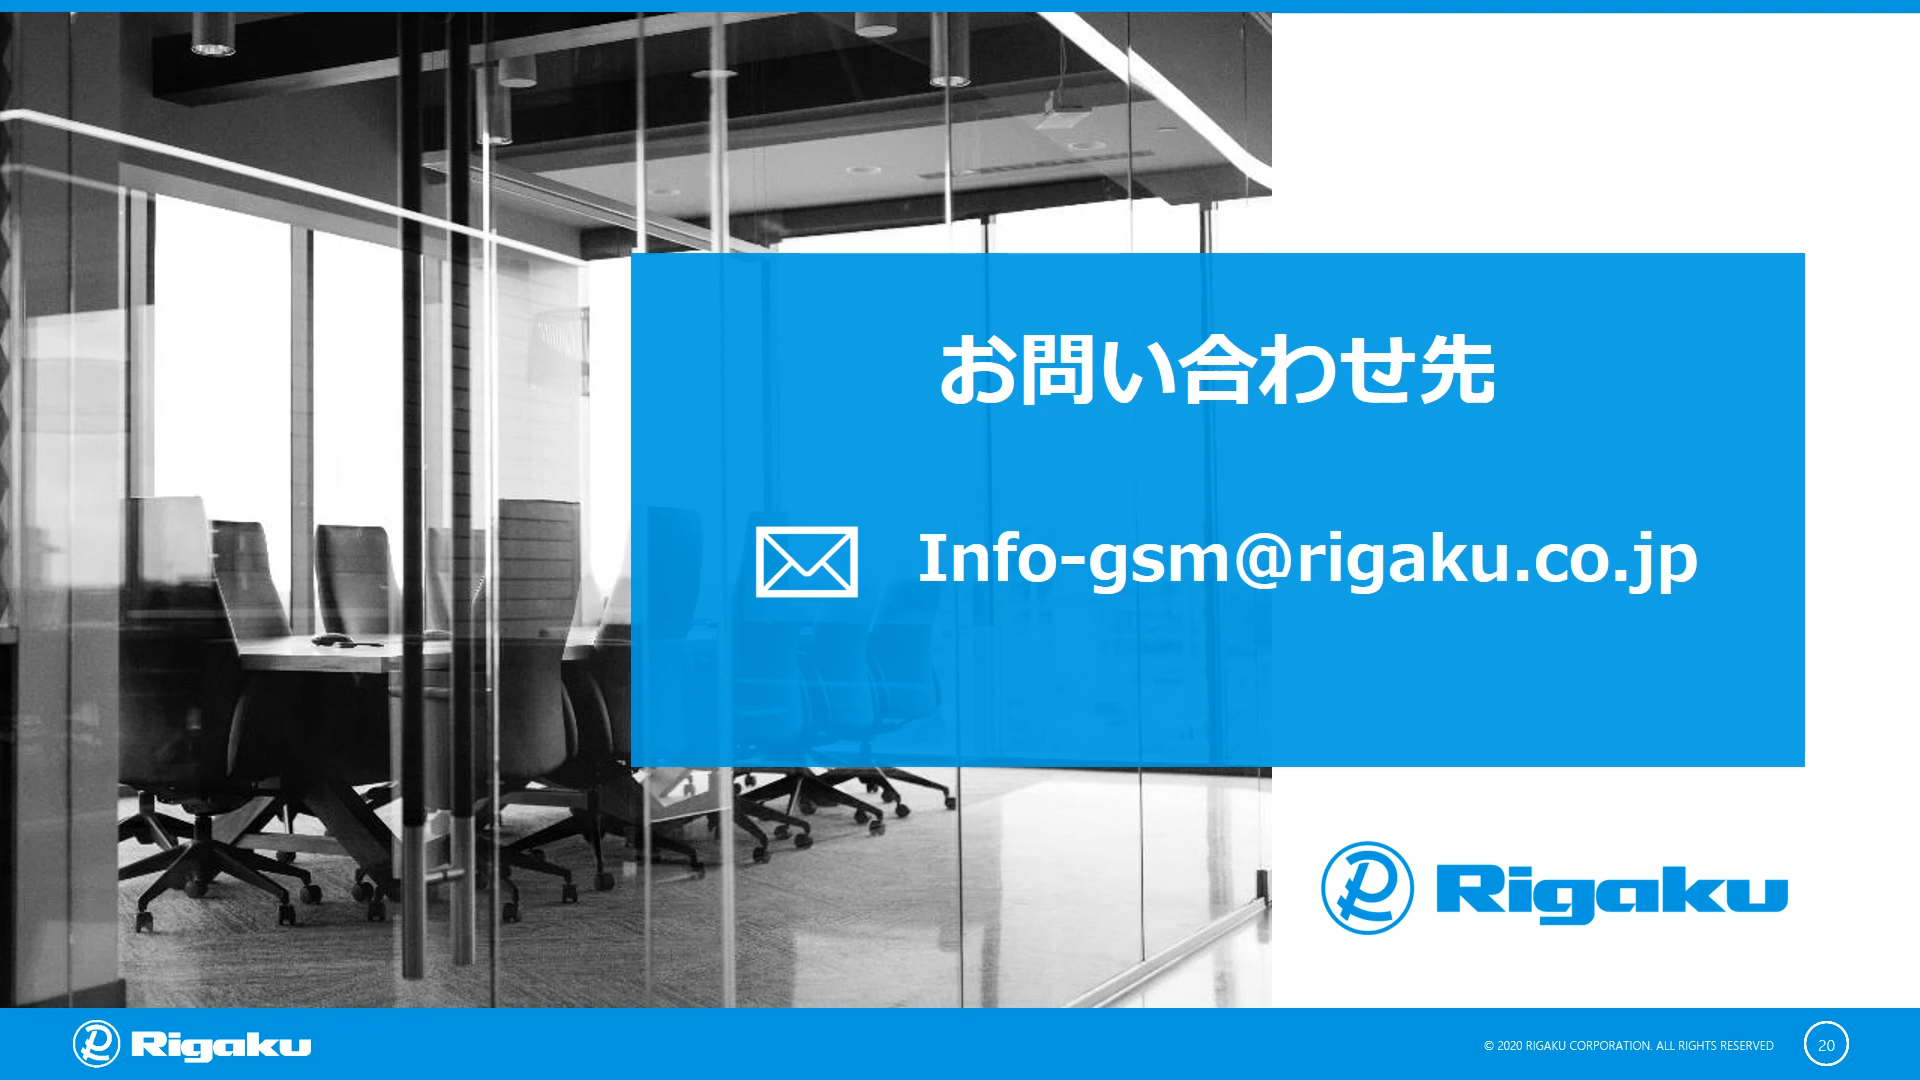 お問い合わせ先
Info-gsm@rigaku.co.jp
Rigaku
Rigaku
© 2020 RIGAKU CORPORATION. ALL RIGHTS RESERVED
20